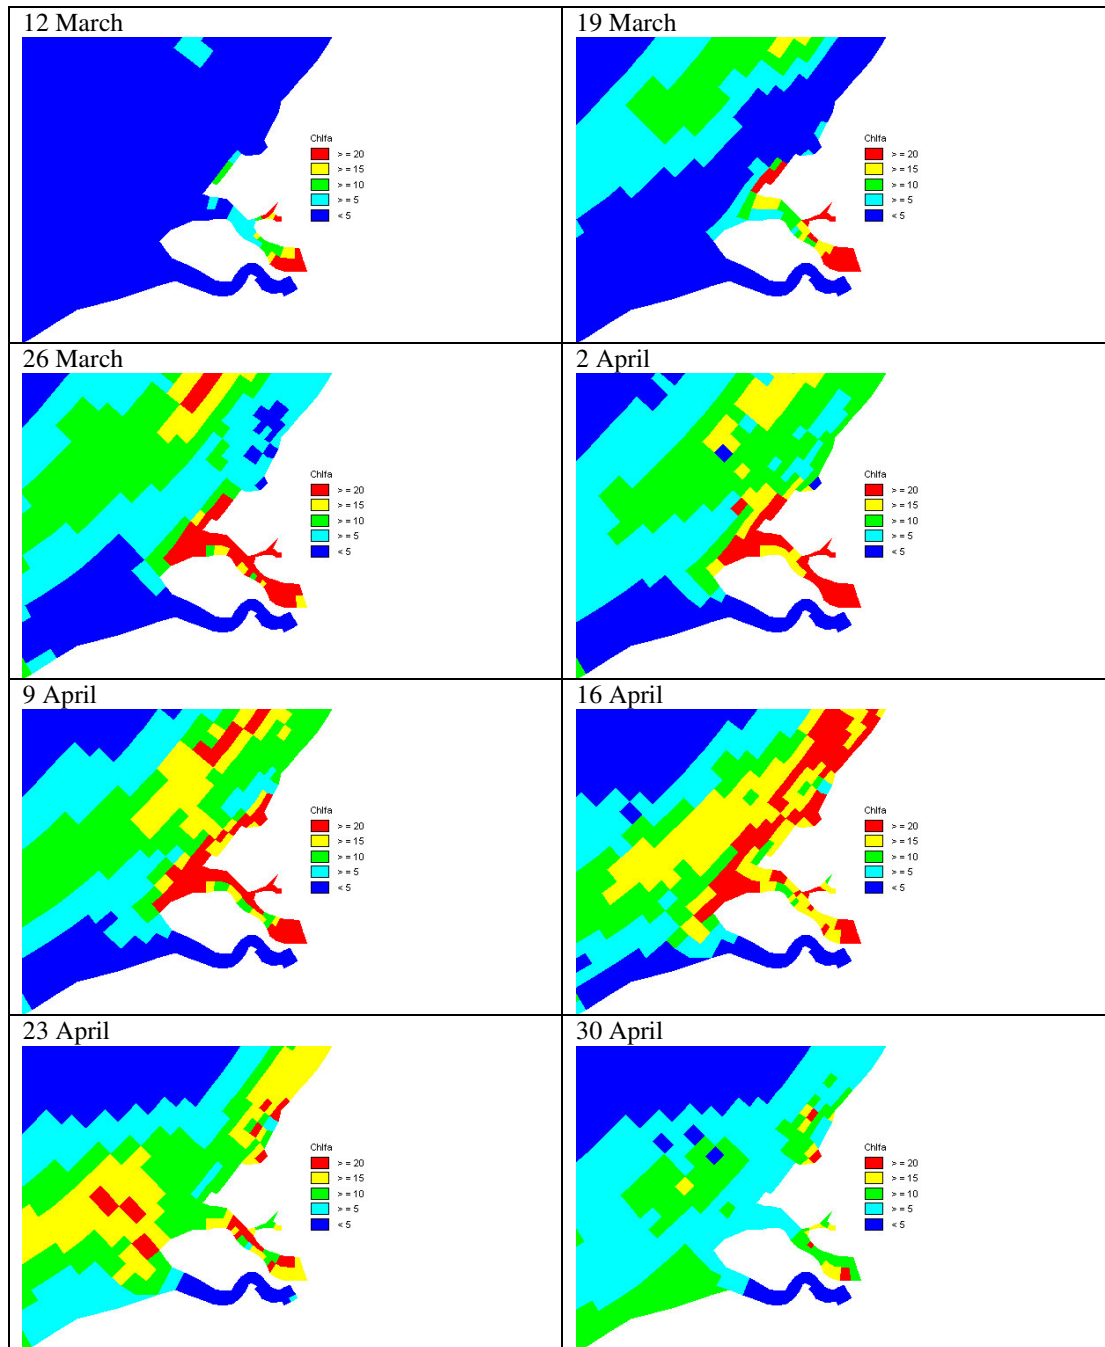 12 March
Chlfa
> = 20
> = 15
> = 10
> = 5
< 5
19 March
Chlfa
> = 20
> = 15
> = 10
> = 5
< 5
26 March
Chlfa
> = 20
> = 15
> = 10
> = 5
< 5
2 April
Chlfa
> = 20
> = 15
> = 10
> = 5
< 5
9 April
Chlfa
> = 20
> = 15
> = 10
> = 5
< 5
16 April
Chlfa
> = 20
> = 15
> = 10
> = 5
< 5
23 April
Chlfa
> = 20
> = 15
> = 10
> = 5
< 5
30 April
Chlfa
> = 20
> = 15
> = 10
> = 5
< 5